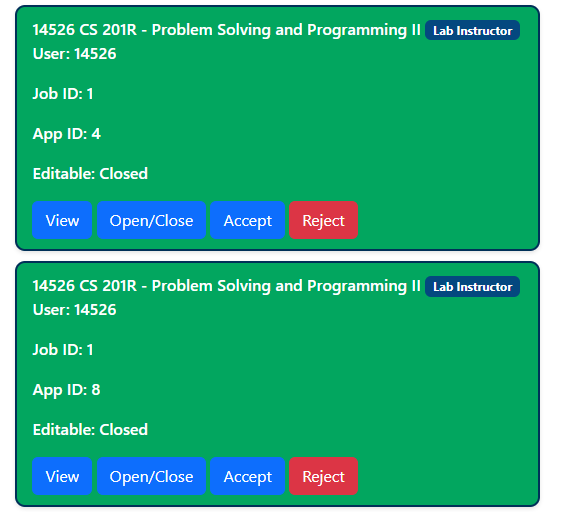 14526 CS 201R - Problem Solving and Programming II Lab Instructor
User: 14526
Job ID: 1
App ID: 4
Editable: Closed
View Open/Close Accept Reject
14526 CS 201R - Problem Solving and Programming II Lab Instructor
User: 14526
Job ID: 1
App ID: 8
Editable: Closed
View Open/Close Accept Reject